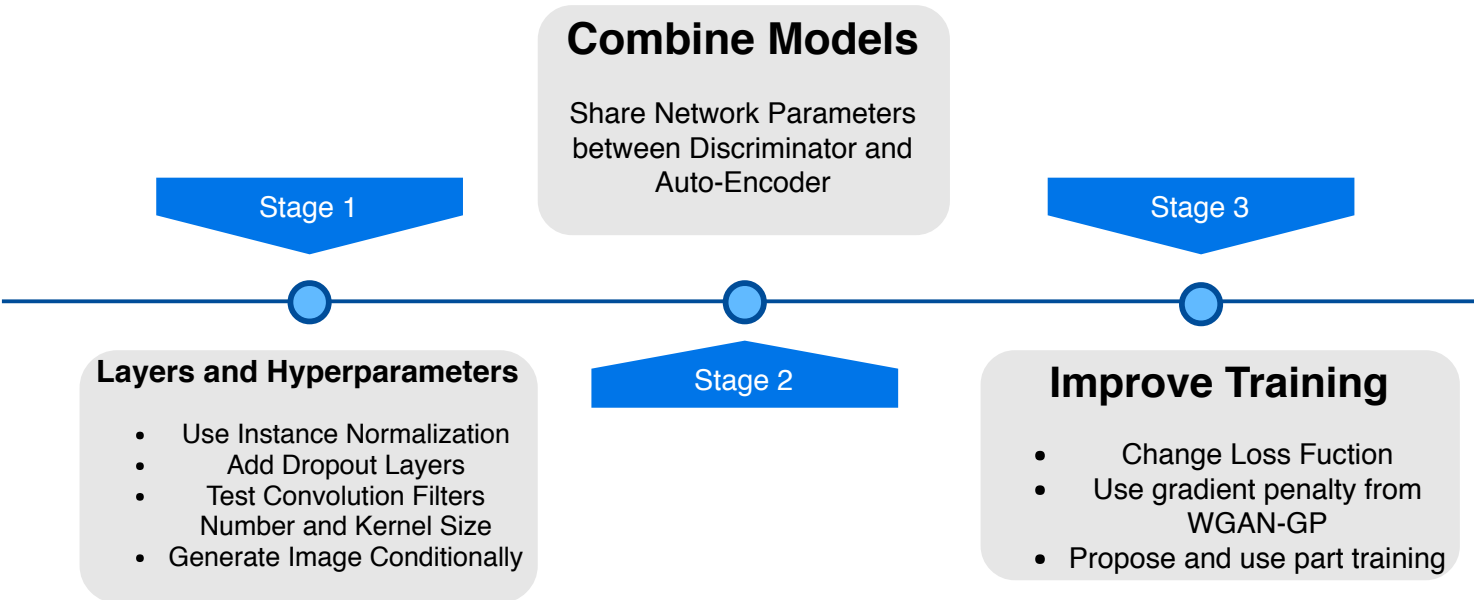 Combine Models
Share Network Parameters
between Discriminator and
Auto-Encoder
Stage 1
Stage 3
Layers and Hyperparameters
• Use Instance Normalization
• Add Dropout Layers
• Test Convolution Filters
Number and Kernel Size
• Generate Image Conditionally
Stage 2
Improve Training
• Change Loss Fuction
• Use gradient penalty from
WGAN-GP
• Propose and use part training